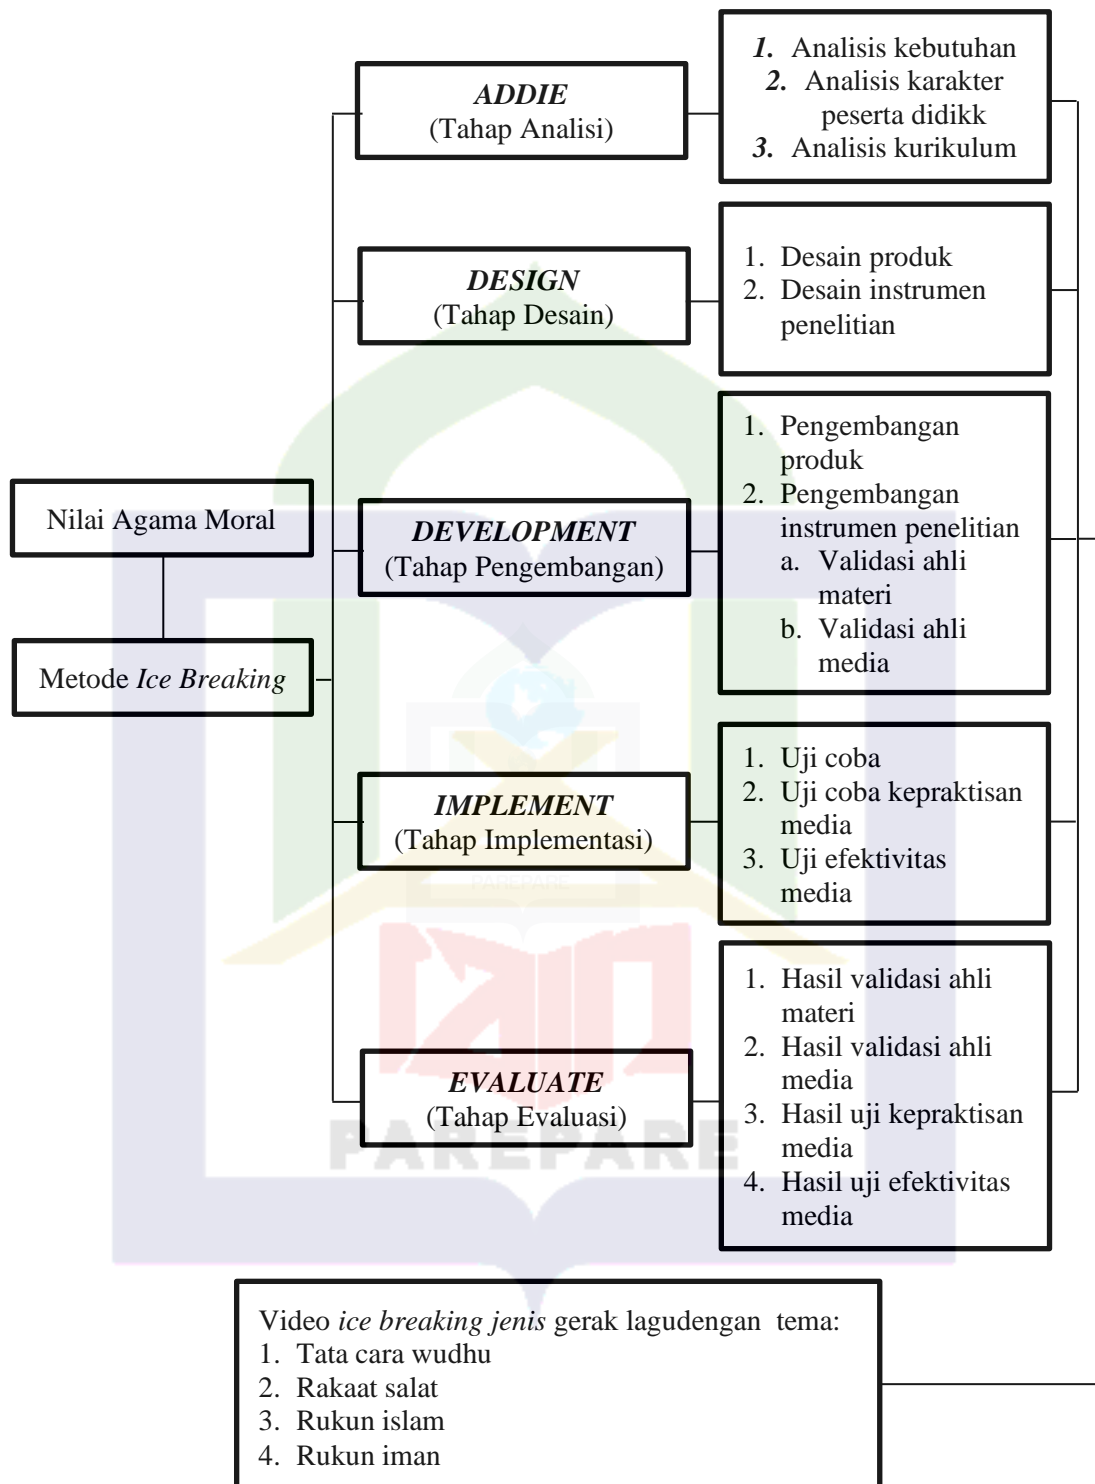 Nilai Agama Moral
Metode Ice Breaking
ADDIE
(Tahap Analisi)
1. Analisis kebutuhan
2. Analisis karakter
peserta didikk
3. Analisis kurikulum
DESIGN
(Tahap Desain)
1. Desain produk
2. Desain instrumen
penelitian
DEVELOPMENT
(Tahap Pengembangan)
1. Pengembangan
produk
2. Pengembangan
instrumen penelitian
a. Validasi ahli
materi
b. Validasi ahli
media
IMPLEMENT
(Tahap Implementasi)
1. Uji coba
2. Uji coba kepraktisan
media
3. Uji efektivitas
media
PAREPARE
EVALUATE
(Tahap Evaluasi)
1. Hasil validasi ahli
materi
2. Hasil validasi ahli
media
3. Hasil uji kepraktisan
media
4. Hasil uji efektivitas
media
PAREPARE
Video ice breaking jenis gerak lagudengan tema:
1. Tata cara wudhu
2. Rakaat salat
3. Rukun islam
4. Rukun iman